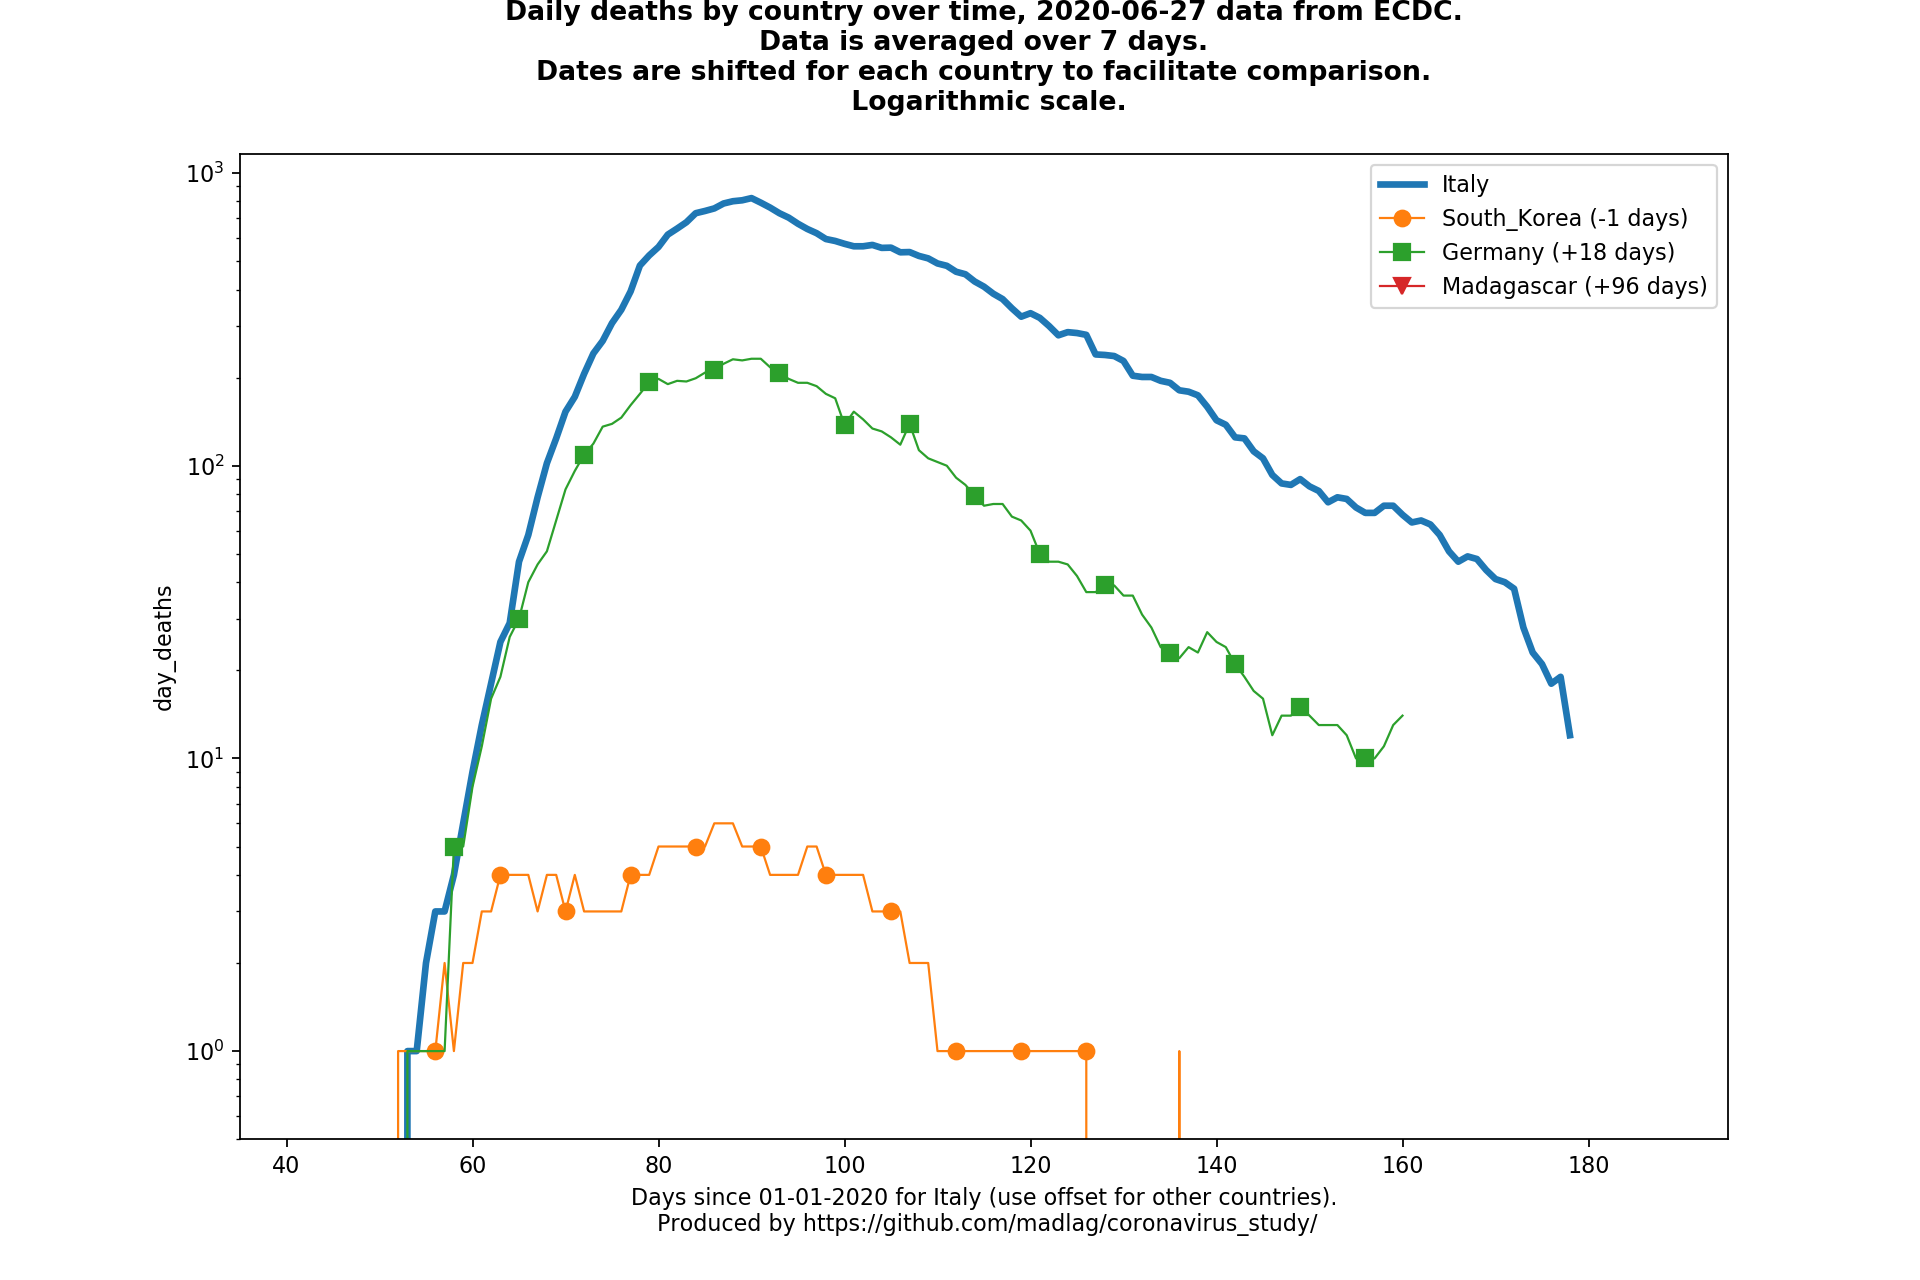 Daily deaths by country over time, 2020-06-27 data from ECDC.
Data is averaged over 7 days.
Dates are shifted for each country to facilitate comparison.
Logarithmic scale.
10³
Italy
South_Korea (-1 days)
Germany (+18 days)
Madagascar (+96 days)
10²
day_deaths
10¹
10⁰
40 60 80 100 120 140 160 180
Days since 01-01-2020 for Italy (use offset for other countries).
Produced by https://github.com/madlag/coronavirus_study/